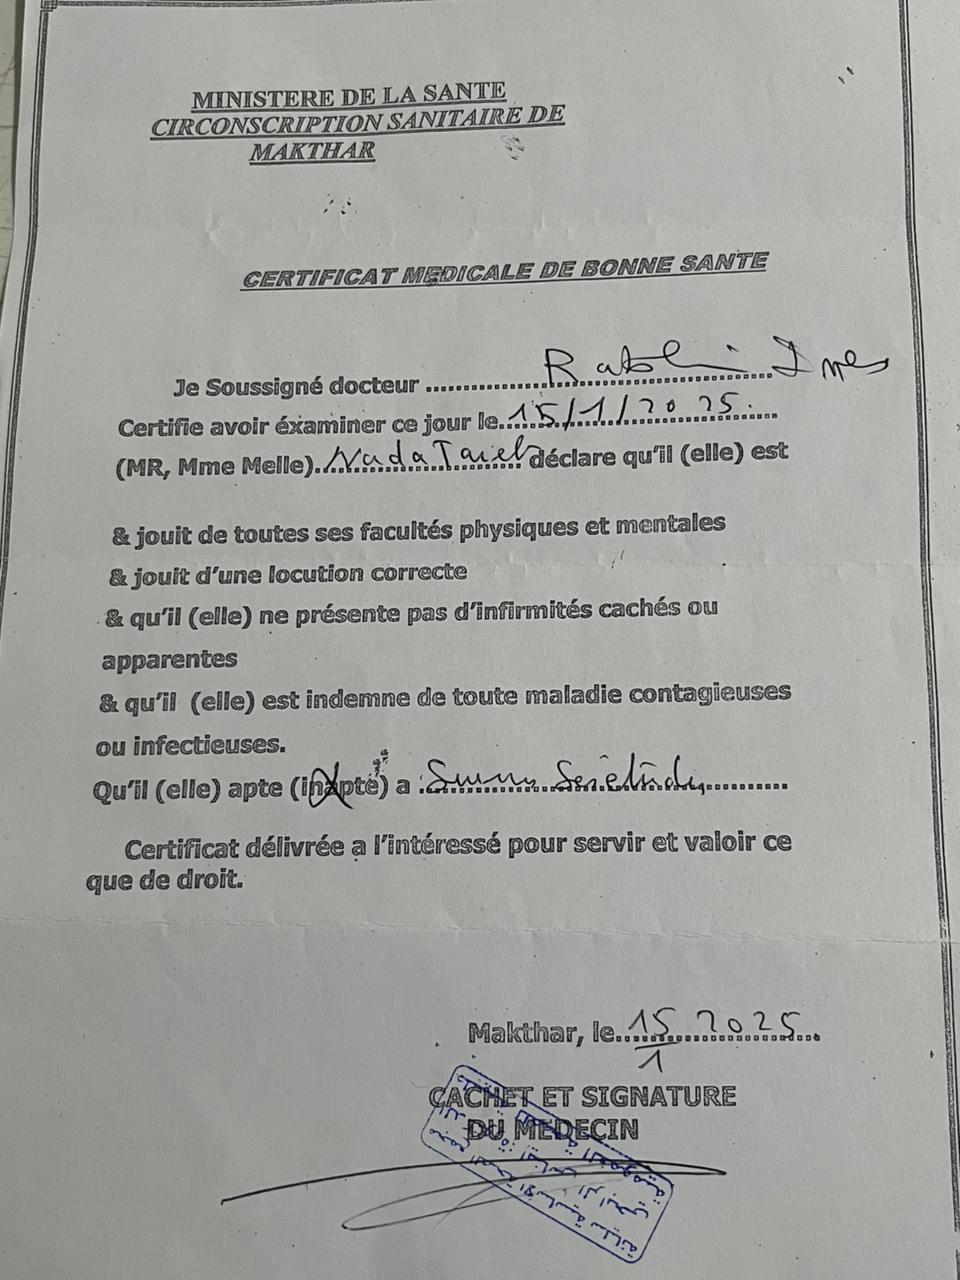 MINISTERE DE LA SANTE
CIRCONSCRIPTION SANITAIRE DE
MAKTHAR
CERTIFICAT MEDICALE DE BONNE SANTE
Je Soussigné docteur ........................ Ines
Certifie avoir éxaminer ce jour le..15/1/2025.....
(MR, Mme Melle)..Nada.......déclare qu'il (elle) est
& jouit de toutes ses facultés physiques et mentales
& jouit d'une locution correcte
& qu'il (elle) ne présente pas d'infirmités cachés ou
apparentes
& qu'il (elle) est indemne de toute maladie contagieuses
ou infectieuses.
Qu'il (elle) apte (inapte) a ........................
Certificat délivrée a l'intéressé pour servir et valoir ce
que de droit.
Makthar, le..15 2025...
1
CACHET ET SIGNATURE
DU MEDECIN